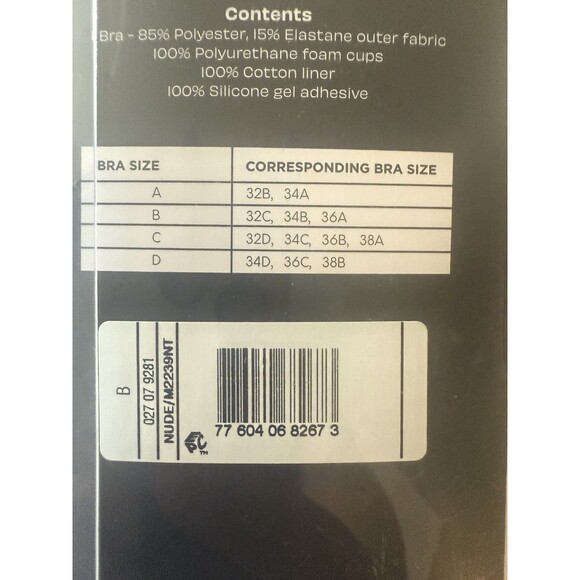 Contents
Bra - 85% Polyester, 15% Elastane outer fabric
100% Polyurethane foam cups
100% Cotton liner
100% Silicone gel adhesive
BRA SIZE CORRESPONDING BRA SIZE
A 32B, 34A
B 32C, 34B, 36A
C 32D, 34C, 36B, 38A
D 34D, 36C, 38B
B
027 07 9281
NUDE/M2239NT
TM
77 604 06 8267 3